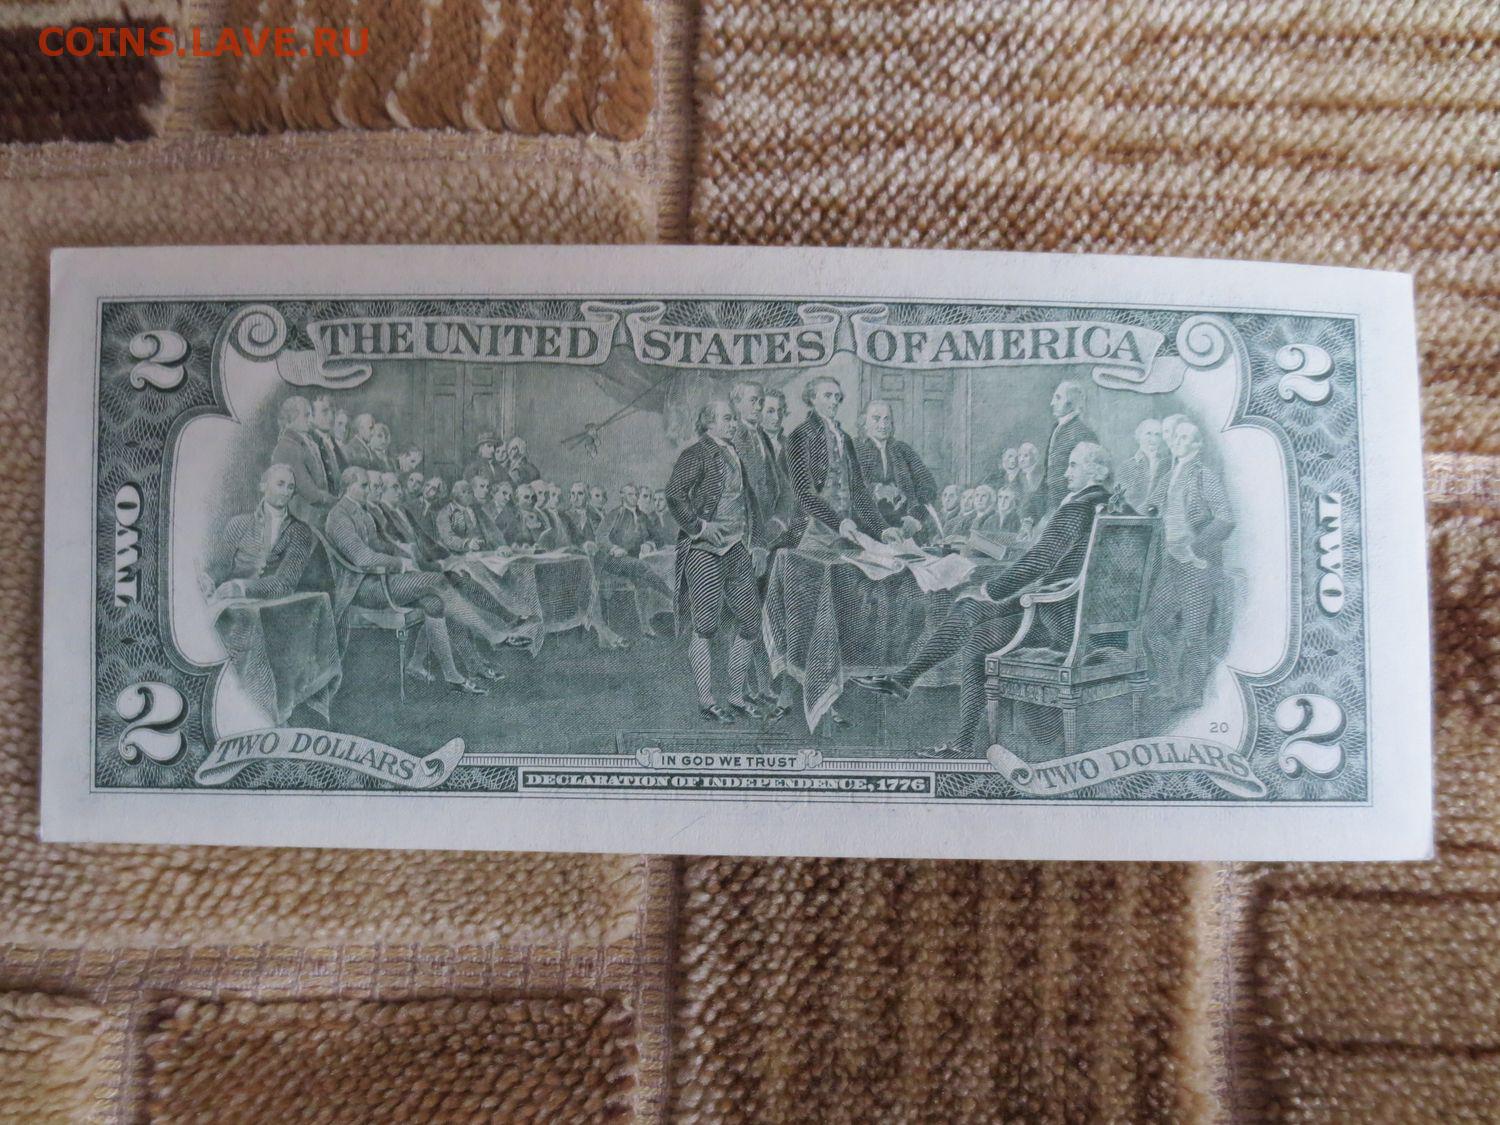 COINS.LAVE.RU
THE UNITED STATES OF AMERICA
2
2
TWO
TWO
2
2
20
TWO DOLLARS
IN GOD WE TRUST
TWO DOLLARS
DECLARATION OF INDEPENDENCE, 1776